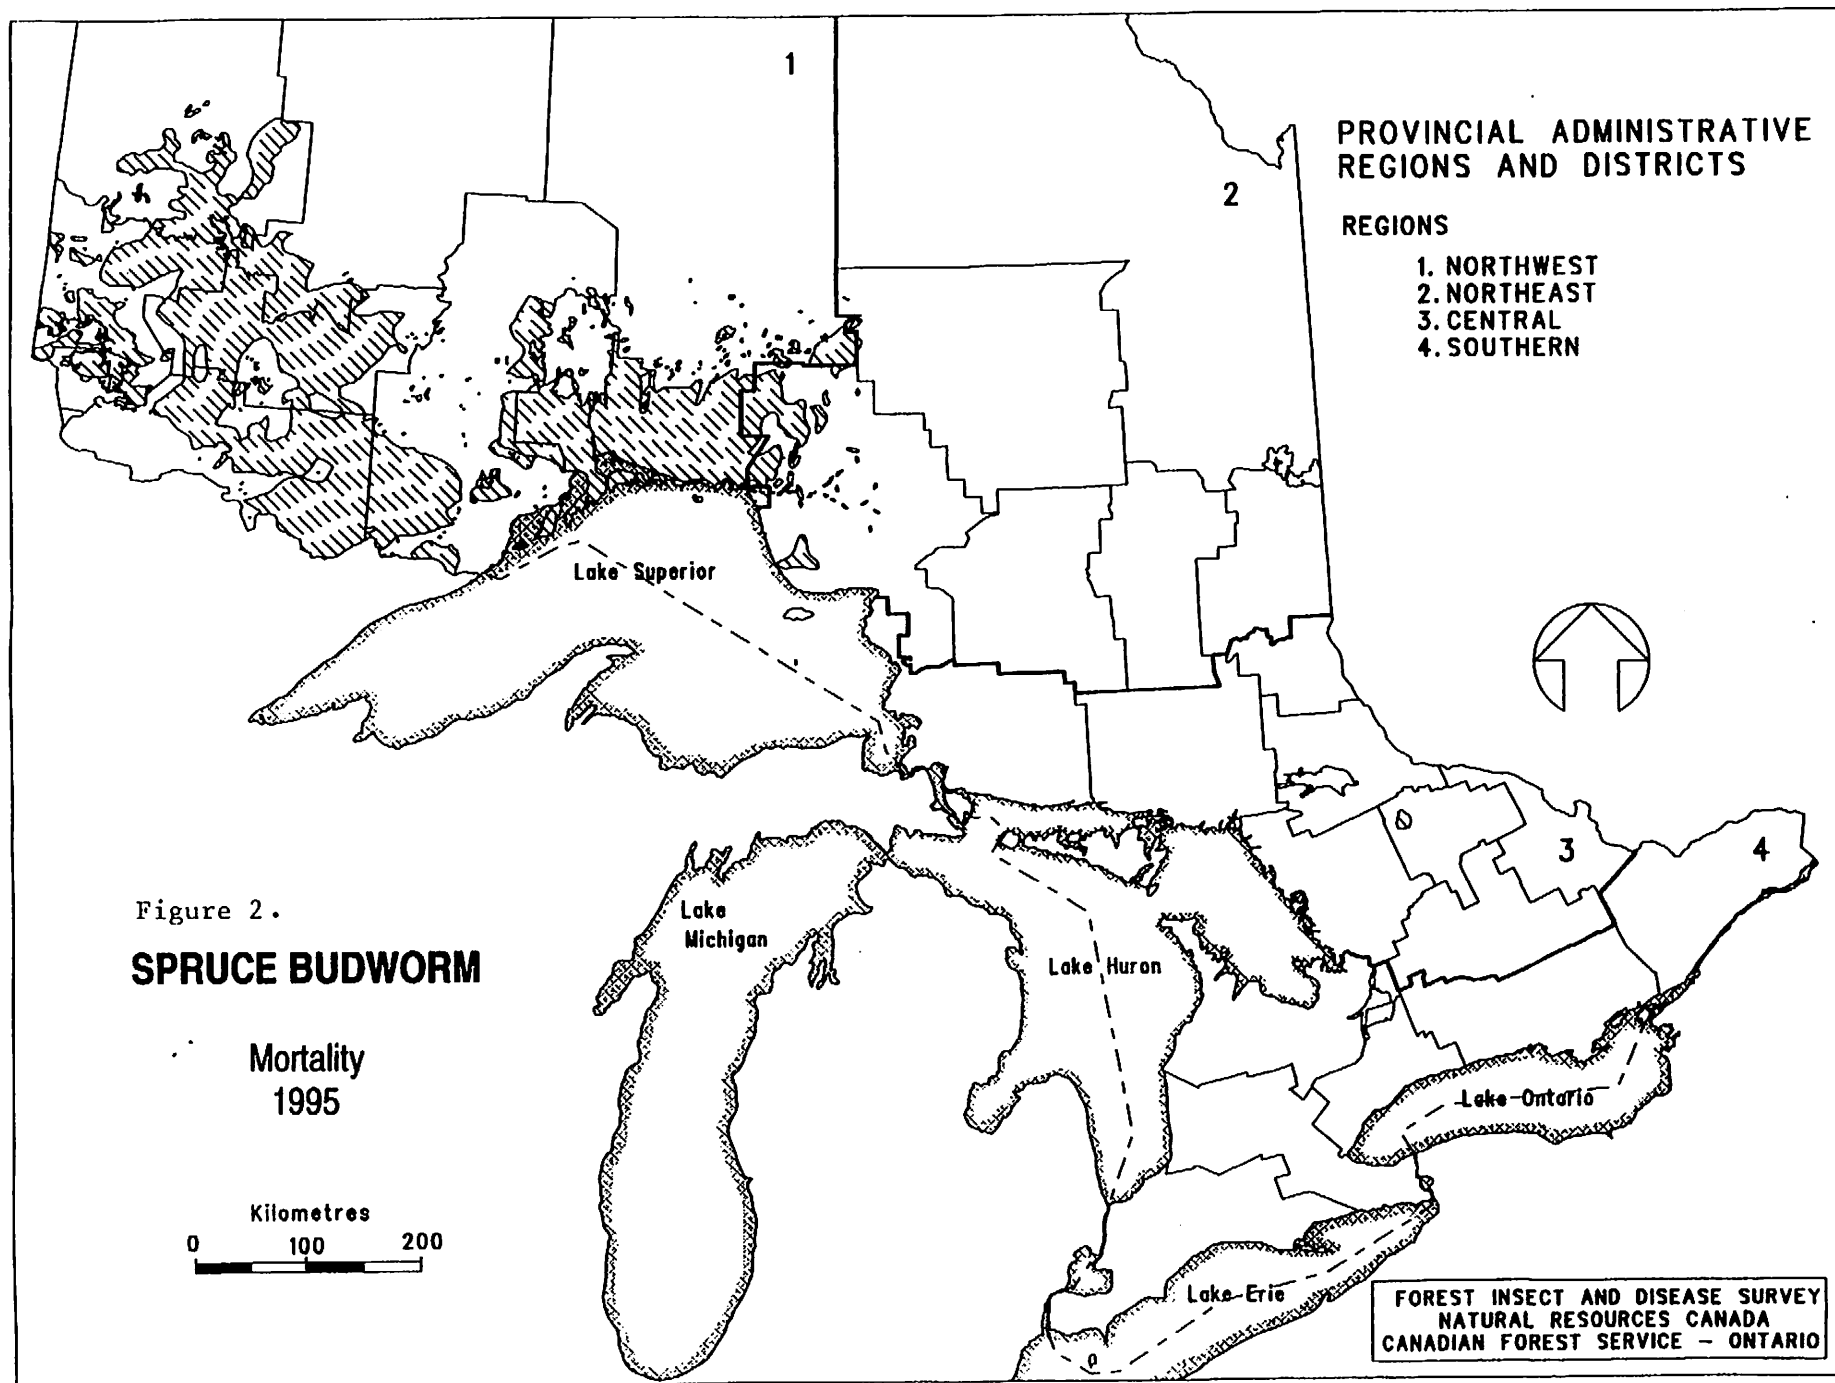 1
2
PROVINCIAL ADMINISTRATIVE
REGIONS AND DISTRICTS
REGIONS
1. NORTHWEST
2. NORTHEAST
3. CENTRAL
4. SOUTHERN
Lake Superior
3
4
Lake
Michigan
Lake Huron
Lake Ontario
Lake Erie
Figure 2.
SPRUCE BUDWORM
Mortality
1995
Kilometres
0 100 200
FOREST INSECT AND DISEASE SURVEY
NATURAL RESOURCES CANADA
CANADIAN FOREST SERVICE - ONTARIO